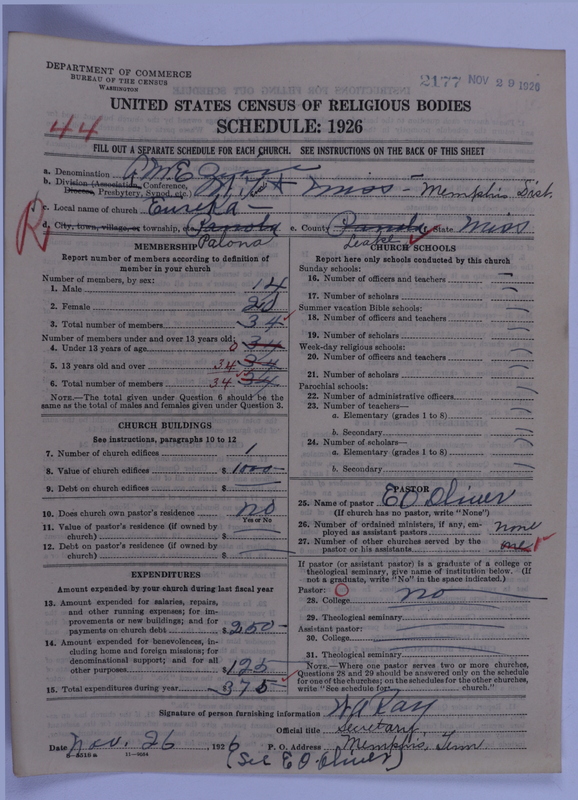 DEPARTMENT OF COMMERCE
BUREAU OF THE CENSUS
WASHINGTON
2177 NOV 29 1926
UNITED STATES CENSUS OF RELIGIOUS BODIES
SCHEDULE: 1926
44
FILL OUT A SEPARATE SCHEDULE FOR EACH CHURCH. SEE INSTRUCTIONS ON THE BACK OF THIS SHEET
a. Denomination A M E Zion
b. Division (Association, Conference, Diocese, Presbytery, Synod, etc.) Miss - Memphis Dist.
c. Local name of church Eureka
R
d. City, town, village, or township, etc. Panola
e. County Panola State Miss
Palona
Leake
MEMBERSHIP
Report number of members according to definition of member in your church
Number of members, by sex:
1. Male 14
2. Female 20
3. Total number of members 34
Number of members under and over 13 years old:
4. Under 13 years of age 0
5. 13 years old and over 34
6. Total number of members 34
NOTE.—The total given under Question 6 should be the same as the total of males and females given under Question 3.
CHURCH BUILDINGS
See instructions, paragraphs 10 to 12
7. Number of church edifices 1
8. Value of church edifices $ 1000
9. Debt on church edifices $
10. Does church own pastor's residence? no
Yes or No
11. Value of pastor's residence (if owned by church) $
12. Debt on pastor's residence (if owned by church) $
EXPENDITURES
Amount expended by your church during last fiscal year
13. Amount expended for salaries, repairs, and other running expenses; for improvements or new buildings; and for payments on church debt $ 250
14. Amount expended for benevolences, including home and foreign missions; for denominational support; and for all other purposes $ 125
15. Total expenditures during year $ 375
CHURCH SCHOOLS
Report here only schools conducted by this church
Sunday schools:
16. Number of officers and teachers
17. Number of scholars
Summer vacation Bible schools:
18. Number of officers and teachers
19. Number of scholars
Week-day religious schools:
20. Number of officers and teachers
21. Number of scholars
Parochial schools:
22. Number of administrative officers
23. Number of teachers—
a. Elementary (grades 1 to 8)
b. Secondary
24. Number of scholars—
a. Elementary (grades 1 to 8)
b. Secondary
PASTOR
25. Name of pastor E O Oliver
(If church has no pastor, write "None")
26. Number of ordained ministers, if any, employed as assistant pastors none
27. Number of other churches served by the pastor or his assistants
If pastor (or assistant pastor) is a graduate of a college or theological seminary, give name of institution below. (If not a graduate, write "No" in the space indicated.)
Pastor:
28. College no
29. Theological seminary
Assistant pastor:
30. College
31. Theological seminary
NOTE.—Where one pastor serves two or more churches, Questions 28 and 29 should be answered only on the schedule for one of the churches; on the schedules for the other churches, write "See schedule for church."
Signature of person furnishing information W A Ray
Official title Secretary
Date Nov. 26, 1926 P. O. Address Memphis, Tenn
8-5316 a 11-9084
(See E O Oliver)